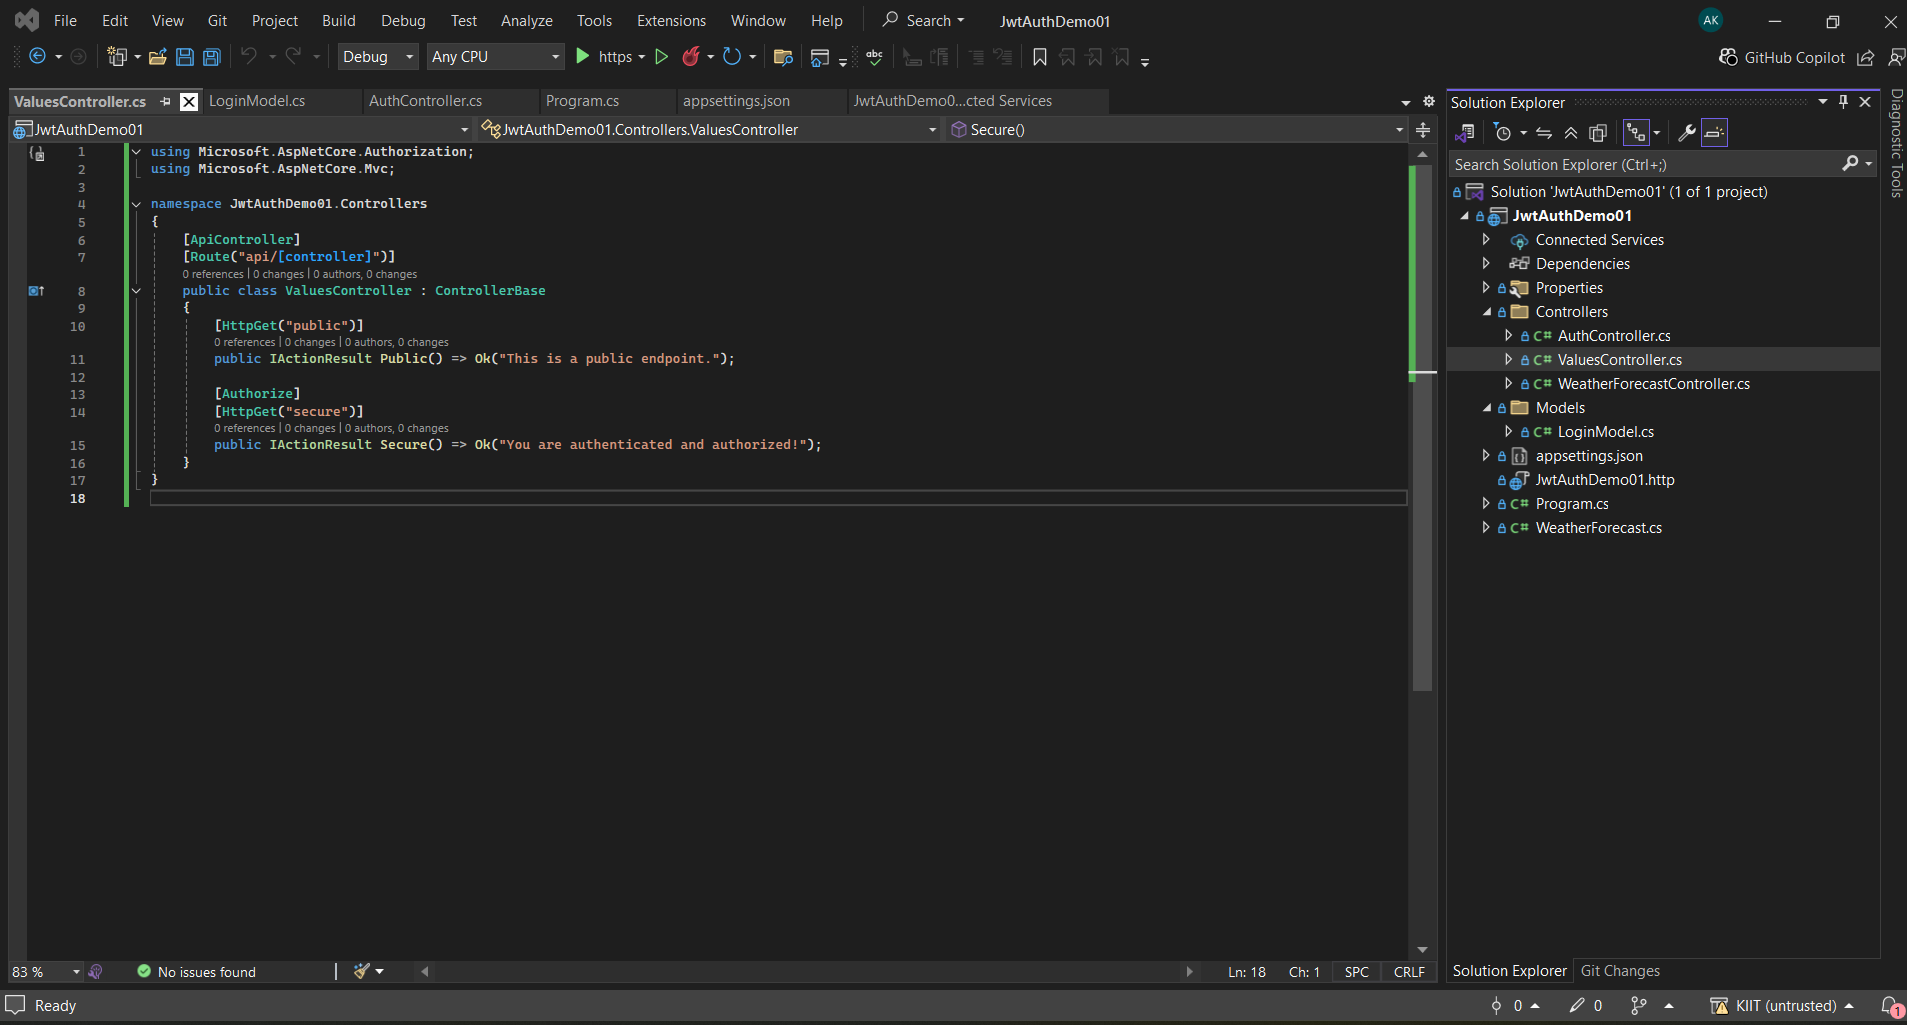 File Edit View Git Project Build Debug Test Analyze Tools Extensions Window Help Search JwtAuthDemo01 AK
Debug Any CPU https GitHub Copilot
ValuesController.cs LoginModel.cs AuthController.cs Program.cs appsettings.json JwtAuthDemo0...cted Services
JwtAuthDemo01 JwtAuthDemo01.Controllers.ValuesController Secure()
1 using Microsoft.AspNetCore.Authorization;
2 using Microsoft.AspNetCore.Mvc;
3
4 namespace JwtAuthDemo01.Controllers
5 {
6 [ApiController]
7 [Route("api/[controller]")]
0 references | 0 changes | 0 authors, 0 changes
8 public class ValuesController : ControllerBase
9 {
10 [HttpGet("public")]
0 references | 0 changes | 0 authors, 0 changes
11 public IActionResult Public() => Ok("This is a public endpoint.");
12
13 [Authorize]
14 [HttpGet("secure")]
0 references | 0 changes | 0 authors, 0 changes
15 public IActionResult Secure() => Ok("You are authenticated and authorized!");
16 }
17 }
18
83 % No issues found Ln: 18 Ch: 1 SPC CRLF
Solution Explorer
Search Solution Explorer (Ctrl+;)
Solution 'JwtAuthDemo01' (1 of 1 project)
JwtAuthDemo01
Connected Services
Dependencies
Properties
Controllers
C# AuthController.cs
C# ValuesController.cs
C# WeatherForecastController.cs
Models
C# LoginModel.cs
appsettings.json
JwtAuthDemo01.http
C# Program.cs
C# WeatherForecast.cs
Solution Explorer Git Changes
Diagnostic Tools
Ready 0 0 KIIT (untrusted) 1